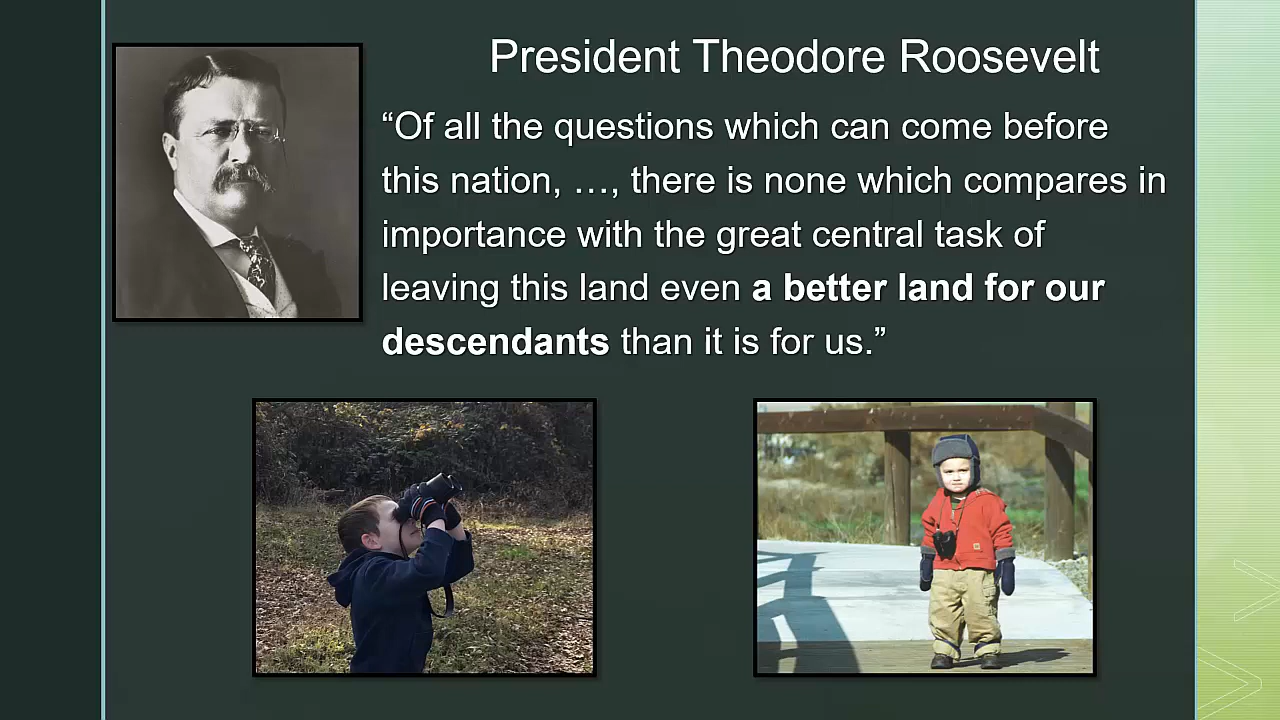 President Theodore Roosevelt
“Of all the questions which can come before
this nation, …, there is none which compares in
importance with the great central task of
leaving this land even a better land for our
descendants than it is for us.”